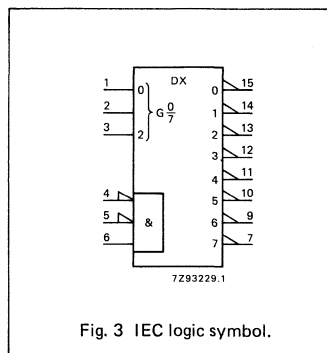 DX
1 0 0 15
2 G 0/7 1 14
3 2 2 13
3 12
4 11
4 5 10
5 & 6 9
6 7 7
7Z93229.1
Fig. 3 IEC logic symbol.